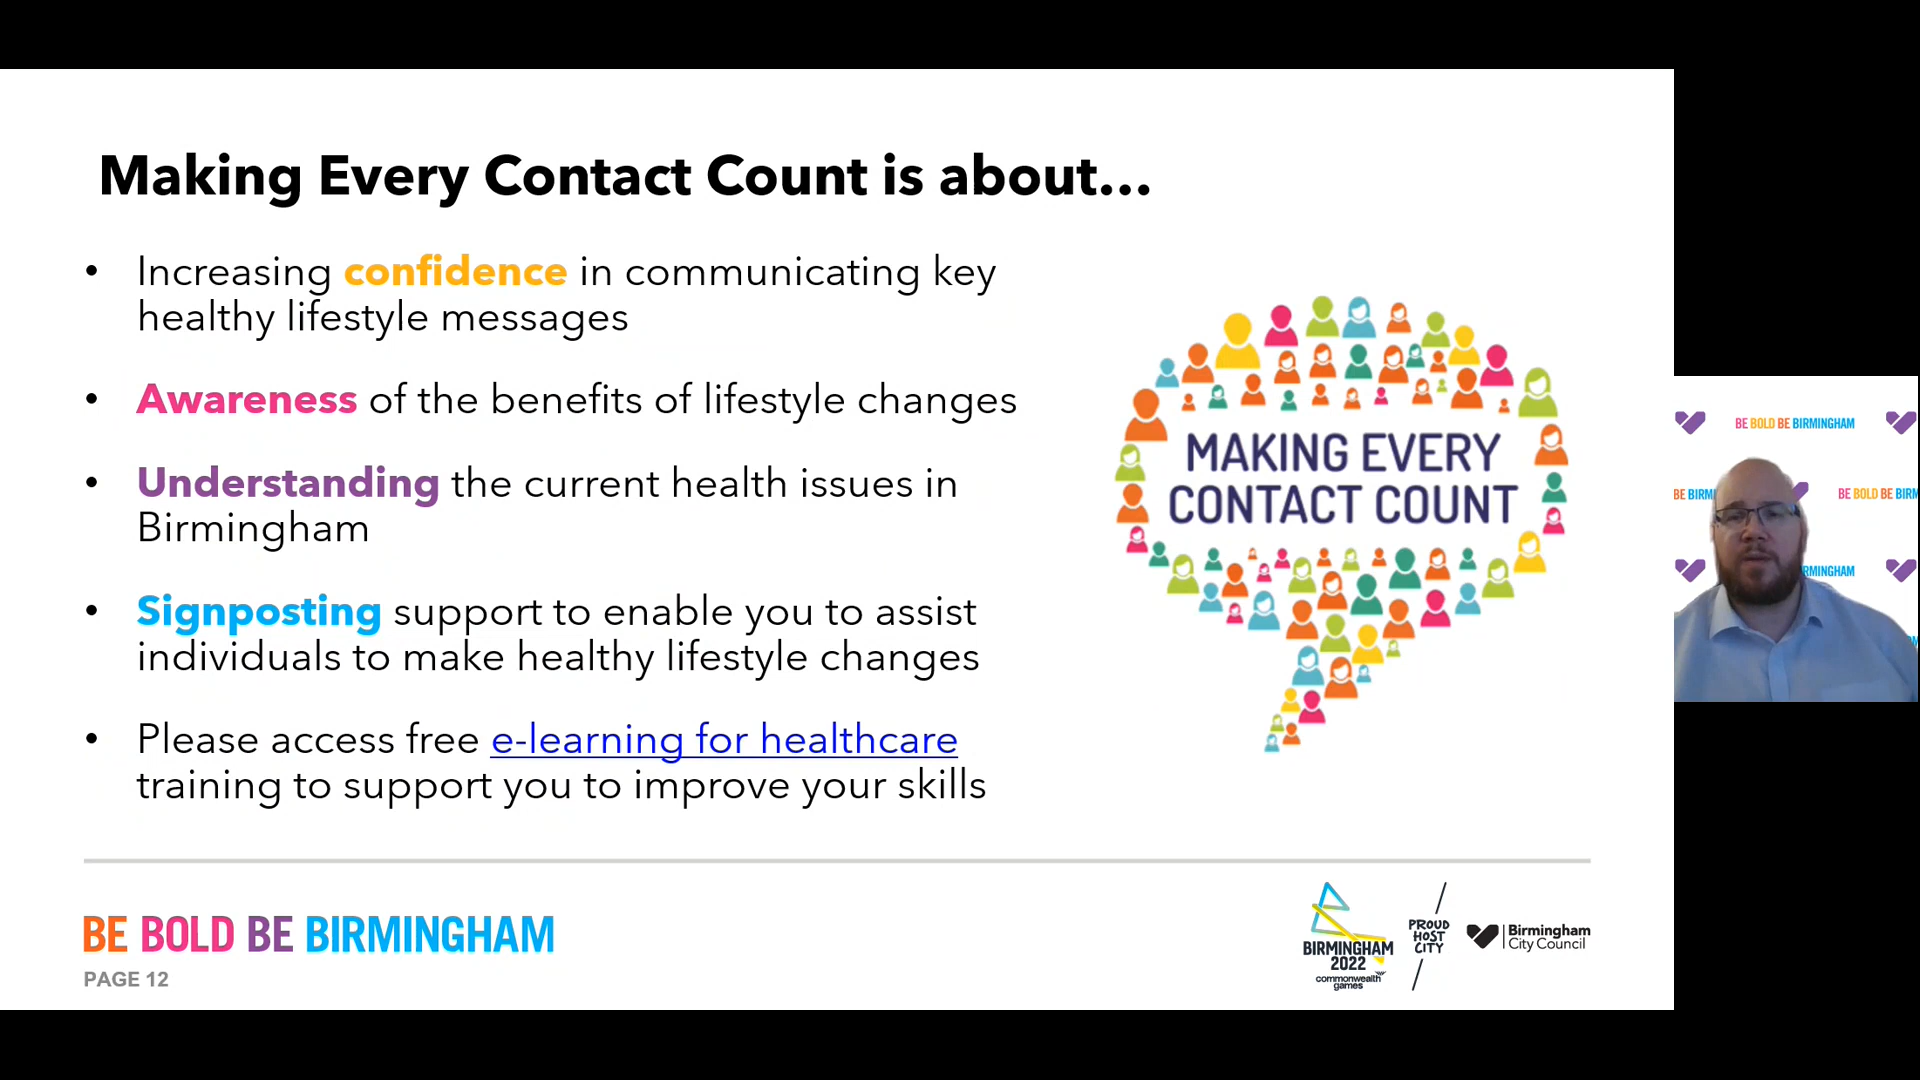 Making Every Contact Count is about...
• Increasing confidence in communicating key
healthy lifestyle messages
• Awareness of the benefits of lifestyle changes
• Understanding the current health issues in
Birmingham
• Signposting support to enable you to assist
individuals to make healthy lifestyle changes
• Please access free e-learning for healthcare
training to support you to improve your skills
MAKING EVERY
CONTACT COUNT
BE BOLD BE BIRMINGHAM
PAGE 12
BIRMINGHAM
2022
commonwealth
games
PROUD
HOST
CITY
Birmingham
City Council
BE BOLD BE BIRMINGHAM
BE BIRM
BE BOLD BE BIRM
RMINGHAM